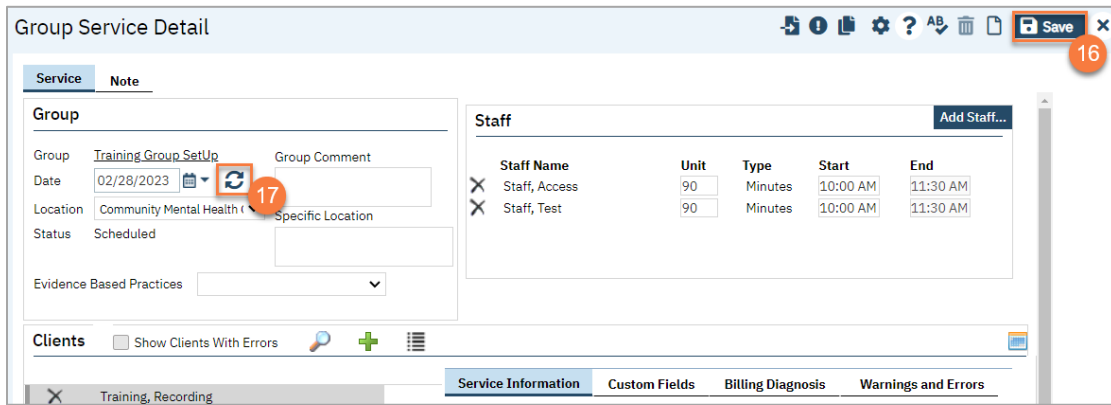 Group Service Detail
? AB Save
16
Service Note
Group
Group Training Group SetUp Group Comment
Date 02/28/2023
17
Location Community Mental Health Specific Location
Status Scheduled
Evidence Based Practices
Staff Add Staff...
Staff Name Unit Type Start End
Staff, Access 90 Minutes 10:00 AM 11:30 AM
Staff, Test 90 Minutes 10:00 AM 11:30 AM
Clients Show Clients With Errors
Training, Recording
Service Information Custom Fields Billing Diagnosis Warnings and Errors